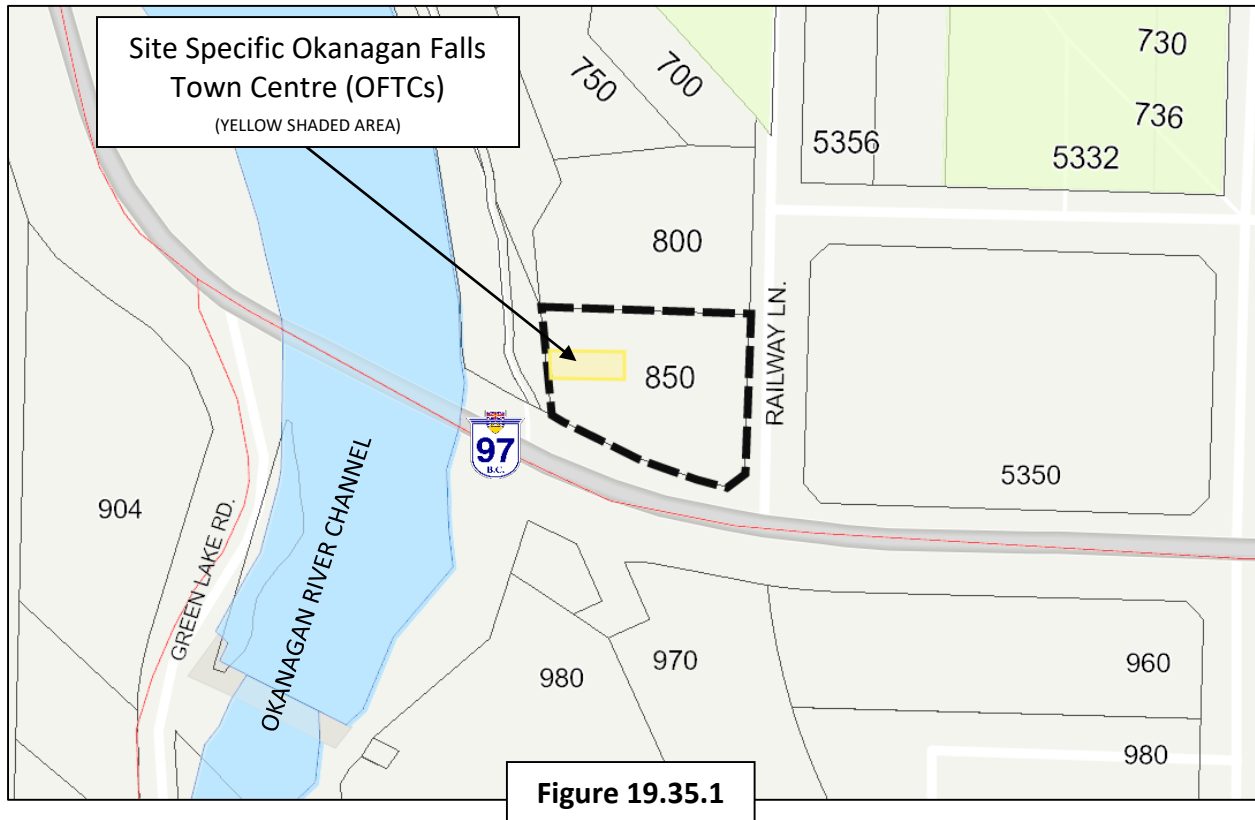 Site Specific Okanagan Falls
Town Centre (OFTCs)
(YELLOW SHADED AREA)
750
700
730
736
5356
5332
800
850
RAILWAY LN.
97
B.C.
5350
904
GREEN LAKE RD.
OKANAGAN RIVER CHANNEL
980
970
960
980
Figure 19.35.1